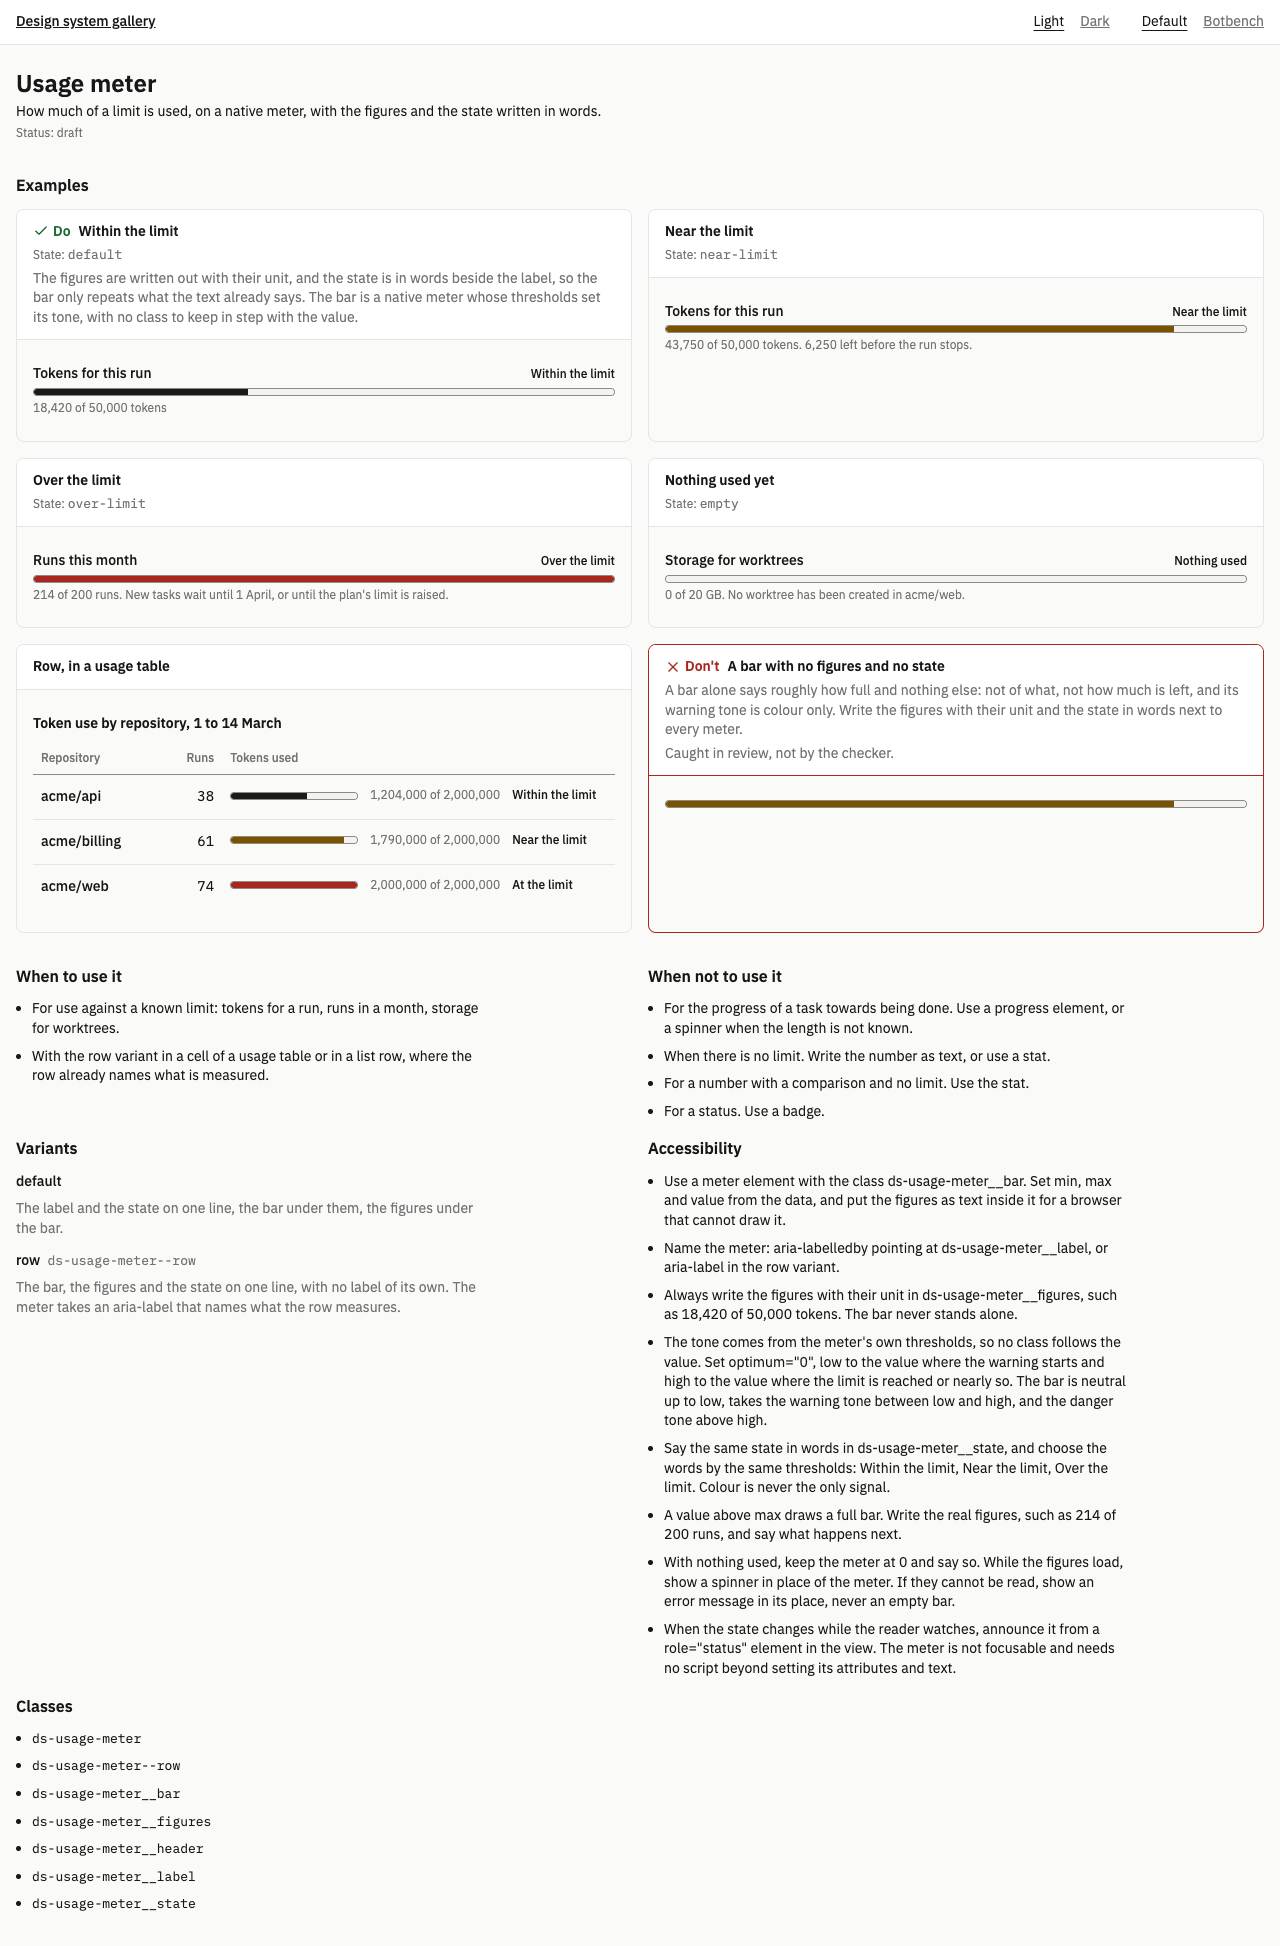 Design system gallery
Light Dark Default Botbench
Usage meter
How much of a limit is used, on a native meter, with the figures and the state written in words.
Status: draft
Examples
Do Within the limit
State: default
The figures are written out with their unit, and the state is in words beside the label, so the
bar only repeats what the text already says. The bar is a native meter whose thresholds set
its tone, with no class to keep in step with the value.
Tokens for this run Within the limit
18,420 of 50,000 tokens
Near the limit
State: near-limit
Tokens for this run Near the limit
43,750 of 50,000 tokens. 6,250 left before the run stops.
Over the limit
State: over-limit
Runs this month Over the limit
214 of 200 runs. New tasks wait until 1 April, or until the plan's limit is raised.
Nothing used yet
State: empty
Storage for worktrees Nothing used
0 of 20 GB. No worktree has been created in acme/web.
Row, in a usage table
Token use by repository, 1 to 14 March
Repository Runs Tokens used
acme/api 38 1,204,000 of 2,000,000 Within the limit
acme/billing 61 1,790,000 of 2,000,000 Near the limit
acme/web 74 2,000,000 of 2,000,000 At the limit
Don't A bar with no figures and no state
A bar alone says roughly how full and nothing else: not of what, not how much is left, and its
warning tone is colour only. Write the figures with their unit and the state in words next to
every meter.
Caught in review, not by the checker.
When to use it
For use against a known limit: tokens for a run, runs in a month, storage
for worktrees.
With the row variant in a cell of a usage table or in a list row, where the
row already names what is measured.
When not to use it
For the progress of a task towards being done. Use a progress element, or
a spinner when the length is not known.
When there is no limit. Write the number as text, or use a stat.
For a number with a comparison and no limit. Use the stat.
For a status. Use a badge.
Variants
default
The label and the state on one line, the bar under them, the figures under
the bar.
row ds-usage-meter--row
The bar, the figures and the state on one line, with no label of its own. The
meter takes an aria-label that names what the row measures.
Accessibility
Use a meter element with the class ds-usage-meter__bar. Set min, max
and value from the data, and put the figures as text inside it for a browser
that cannot draw it.
Name the meter: aria-labelledby pointing at ds-usage-meter__label, or
aria-label in the row variant.
Always write the figures with their unit in ds-usage-meter__figures, such
as 18,420 of 50,000 tokens. The bar never stands alone.
The tone comes from the meter's own thresholds, so no class follows the
value. Set optimum="0", low to the value where the warning starts and
high to the value where the limit is reached or nearly so. The bar is neutral
up to low, takes the warning tone between low and high, and the danger
tone above high.
Say the same state in words in ds-usage-meter__state, and choose the
words by the same thresholds: Within the limit, Near the limit, Over the
limit. Colour is never the only signal.
A value above max draws a full bar. Write the real figures, such as 214 of
200 runs, and say what happens next.
With nothing used, keep the meter at 0 and say so. While the figures load,
show a spinner in place of the meter. If they cannot be read, show an
error message in its place, never an empty bar.
When the state changes while the reader watches, announce it from a
role="status" element in the view. The meter is not focusable and needs
no script beyond setting its attributes and text.
Classes
ds-usage-meter
ds-usage-meter--row
ds-usage-meter__bar
ds-usage-meter__figures
ds-usage-meter__header
ds-usage-meter__label
ds-usage-meter__state